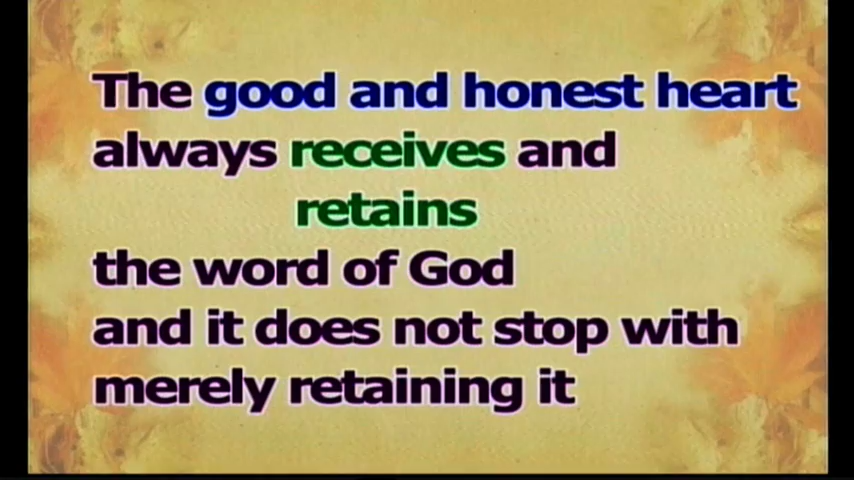 The good and honest heart
always receives and
retains
the word of God
and it does not stop with
merely retaining it